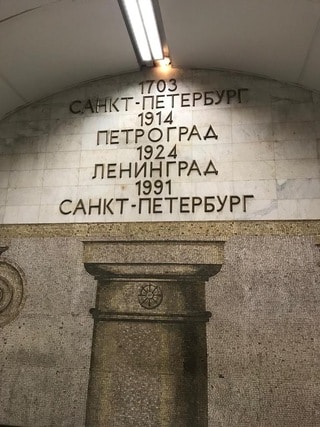 1703
САНКТ-ПЕТЕРБУРГ
1914
ПЕТРОГРАД
1924
ЛЕНИНГРАД
1991
САНКТ-ПЕТЕРБУРГ